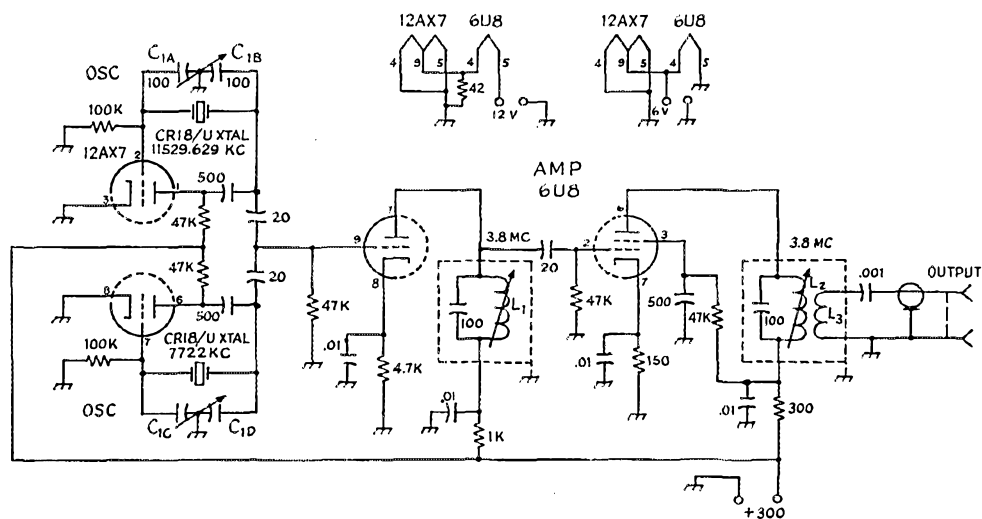 12AX7 6U8
4 9 5 4 5
42
12 V
12AX7 6U8
4 9 5 4 5
6V
OSC
C1A C1B
100 100
100K
CR18/U XTAL
11529.629 KC
12AX7
2
3
1
500
47K
20
47K
20
8
6
7
500
CR18/U XTAL
7722 KC
100K
OSC
C1C C1D
AMP
6U8
1
9
8
47K
.01
4.7K
3.8 MC
100
L1
.01
1K
20
6
2
3
7
47K
500
47K
.01
150
3.8 MC
100
L2
L3
.001
OUTPUT
.01
300
+300